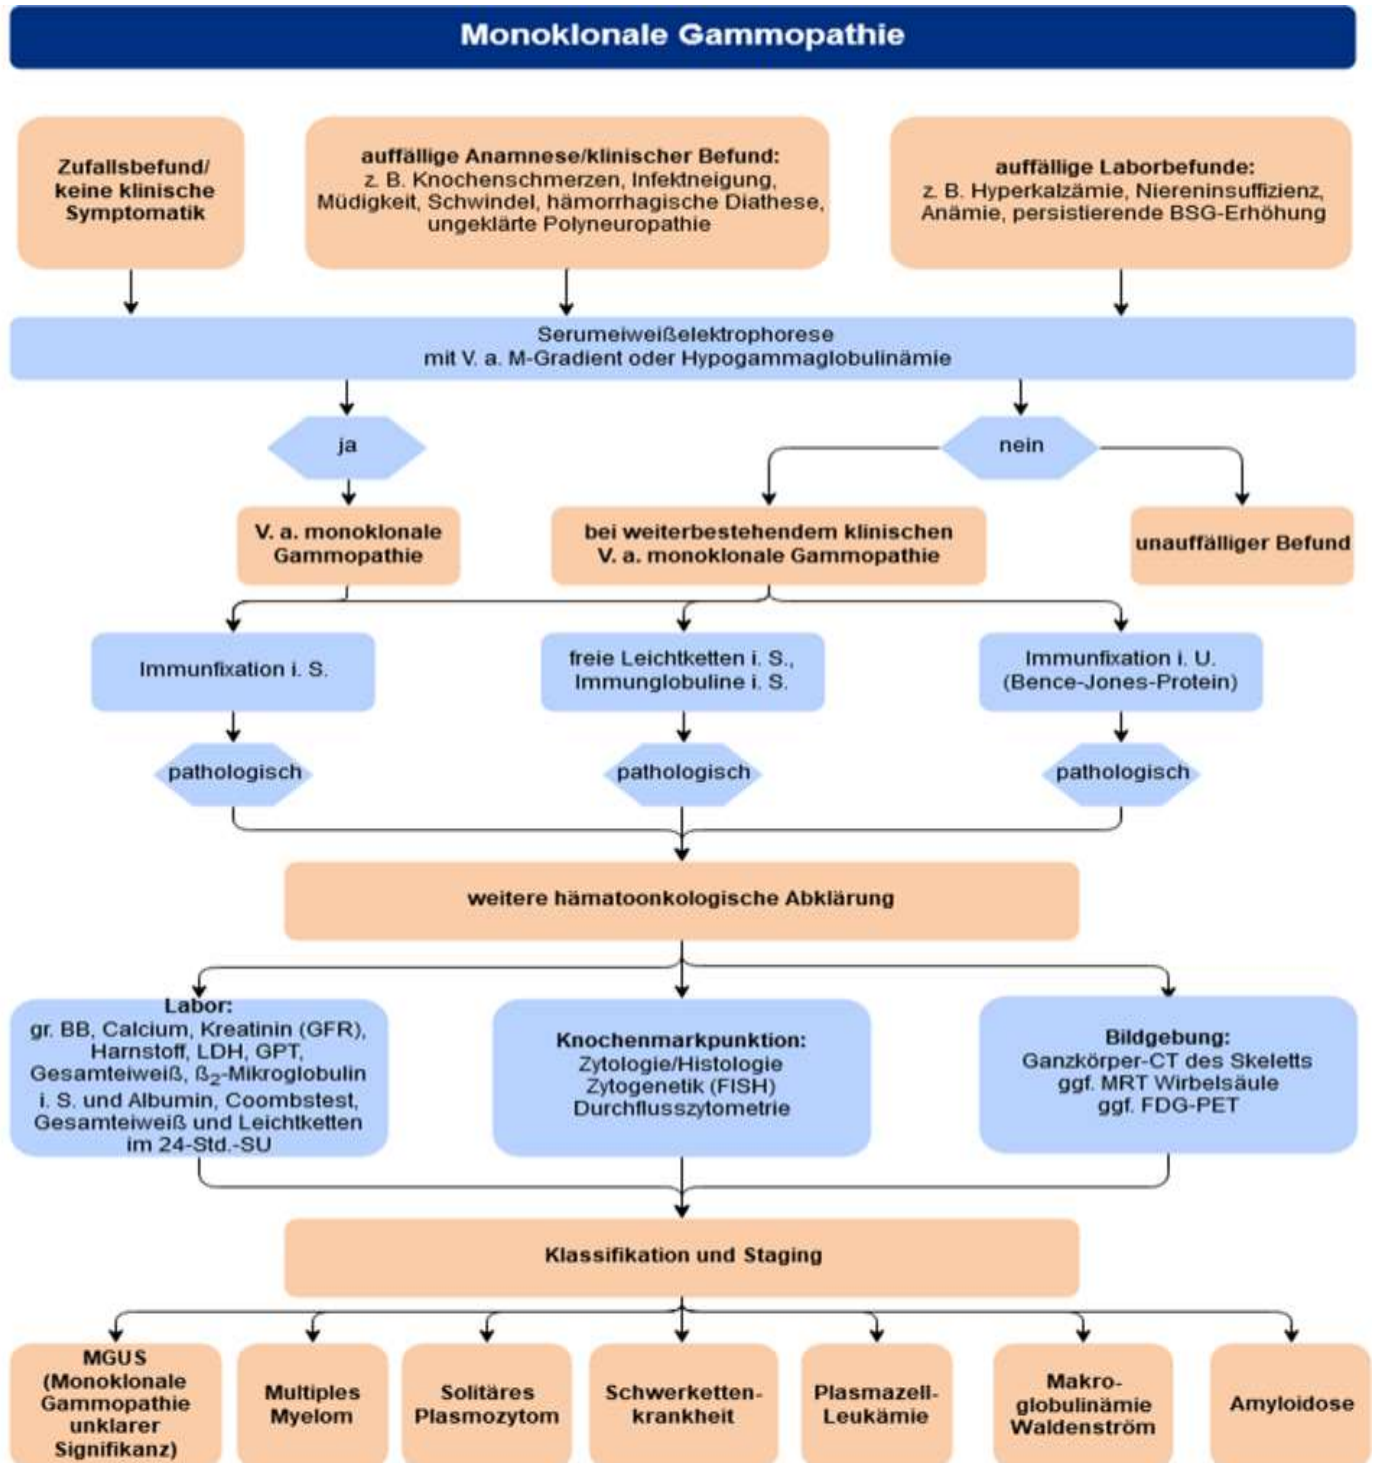 Monoklonale Gammopathie
Zufallsbefund/
keine klinische
Symptomatik
auffällige Anamnese/klinischer Befund:
z. B. Knochenschmerzen, Infektneigung,
Müdigkeit, Schwindel, hämorrhagische Diathese,
ungeklärte Polyneuropathie
auffällige Laborbefunde:
z. B. Hyperkalzämie, Niereninsuffizienz,
Anämie, persistierende BSG-Erhöhung
Serumeiweißelektrophorese
mit V. a. M-Gradient oder Hypogammaglobulinämie
ja
nein
V. a. monoklonale
Gammopathie
bei weiterbestehendem klinischen
V. a. monoklonale Gammopathie
unauffälliger Befund
Immunfixation i. S.
freie Leichtketten i. S.,
Immunglobuline i. S.
Immunfixation i. U.
(Bence-Jones-Protein)
pathologisch
pathologisch
pathologisch
weitere hämatoonkologische Abklärung
Labor:
gr. BB, Calcium, Kreatinin (GFR),
Harnstoff, LDH, GPT,
Gesamteiweiß, ß₂-Mikroglobulin
i. S. und Albumin, Coombstest,
Gesamteiweiß und Leichtketten
im 24-Std.-SU
Knochenmarkpunktion:
Zytologie/Histologie
Zytogenetik (FISH)
Durchflusszytometrie
Bildgebung:
Ganzkörper-CT des Skeletts
ggf. MRT Wirbelsäule
ggf. FDG-PET
Klassifikation und Staging
MGUS
(Monoklonale
Gammopathie
unklarer
Signifikanz)
Multiples
Myelom
Solitäres
Plasmozytom
Schwerketten-
krankheit
Plasmazell-
Leukämie
Makro-
globulinämie
Waldenström
Amyloidose